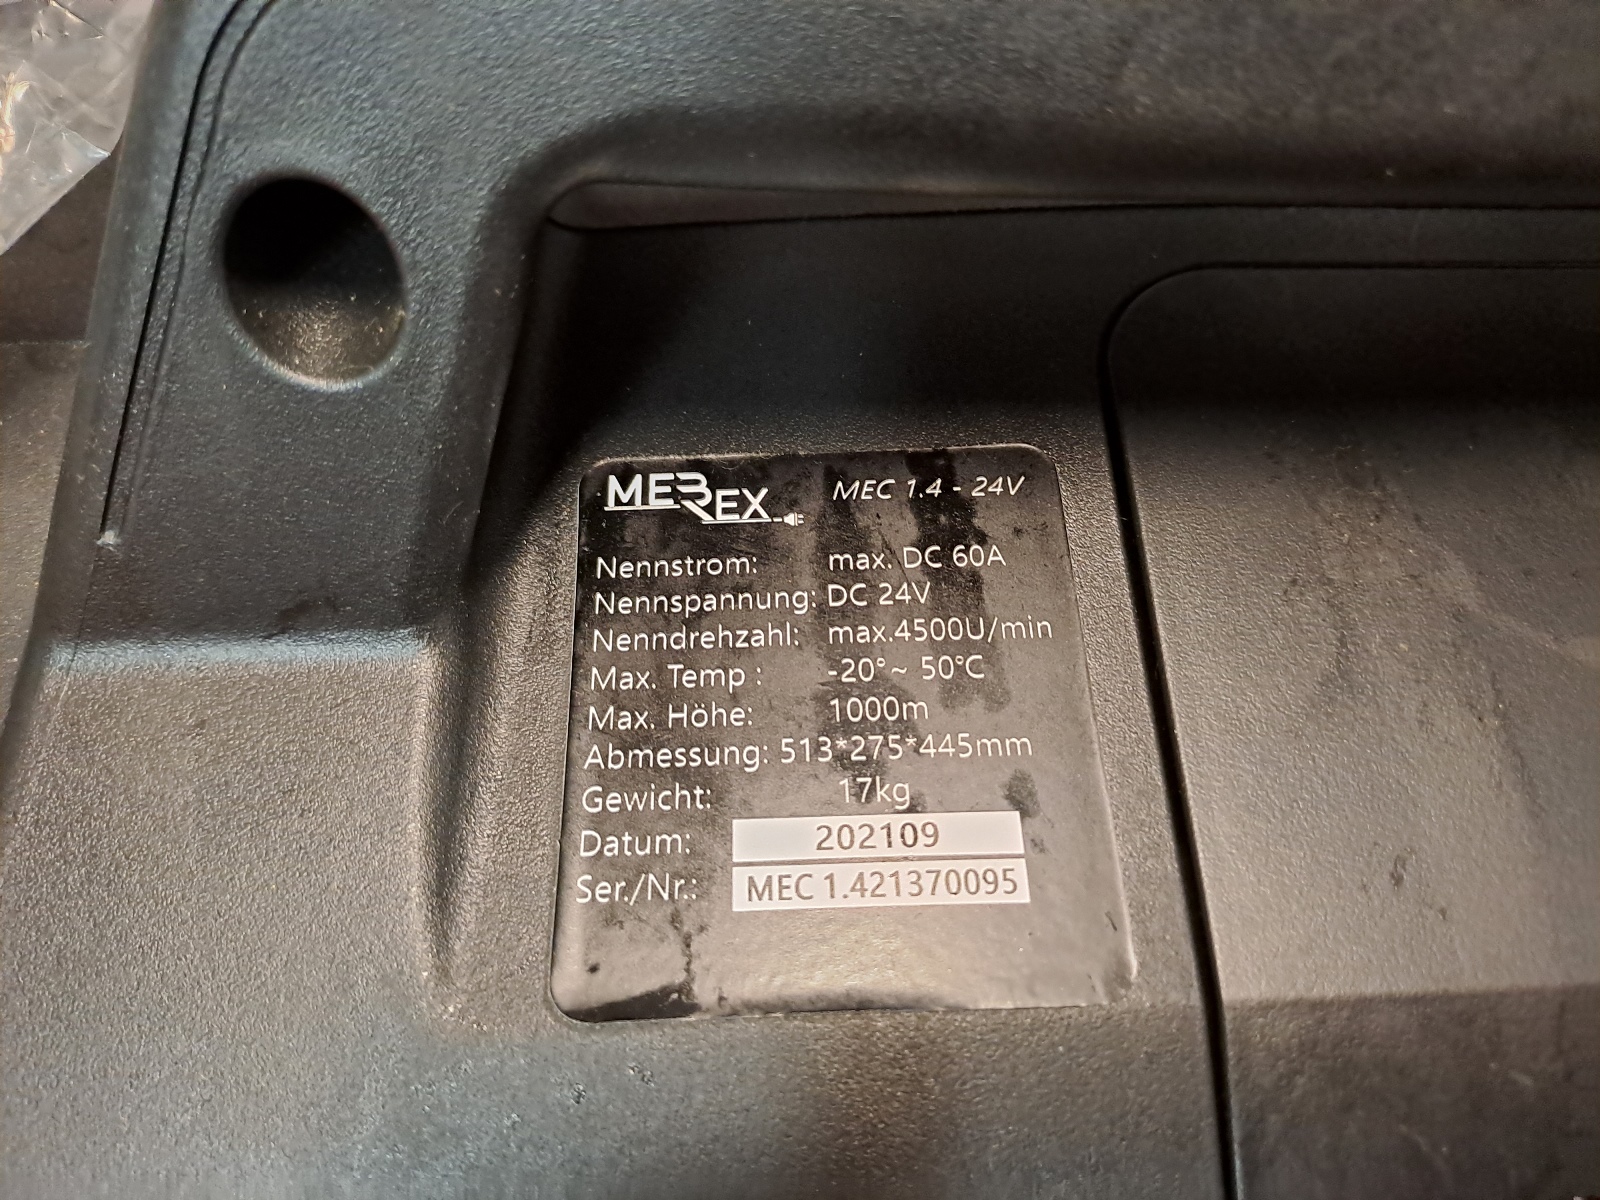 MEREX MEC 1.4 - 24V
Nennstrom: max. DC 60A
Nennspannung: DC 24V
Nenndrehzahl: max.4500U/min
Max. Temp : -20°~ 50°C
Max. Höhe: 1000m
Abmessung: 513*275*445mm
Gewicht: 17kg
Datum: 202109
Ser./Nr.: MEC 1.421370095